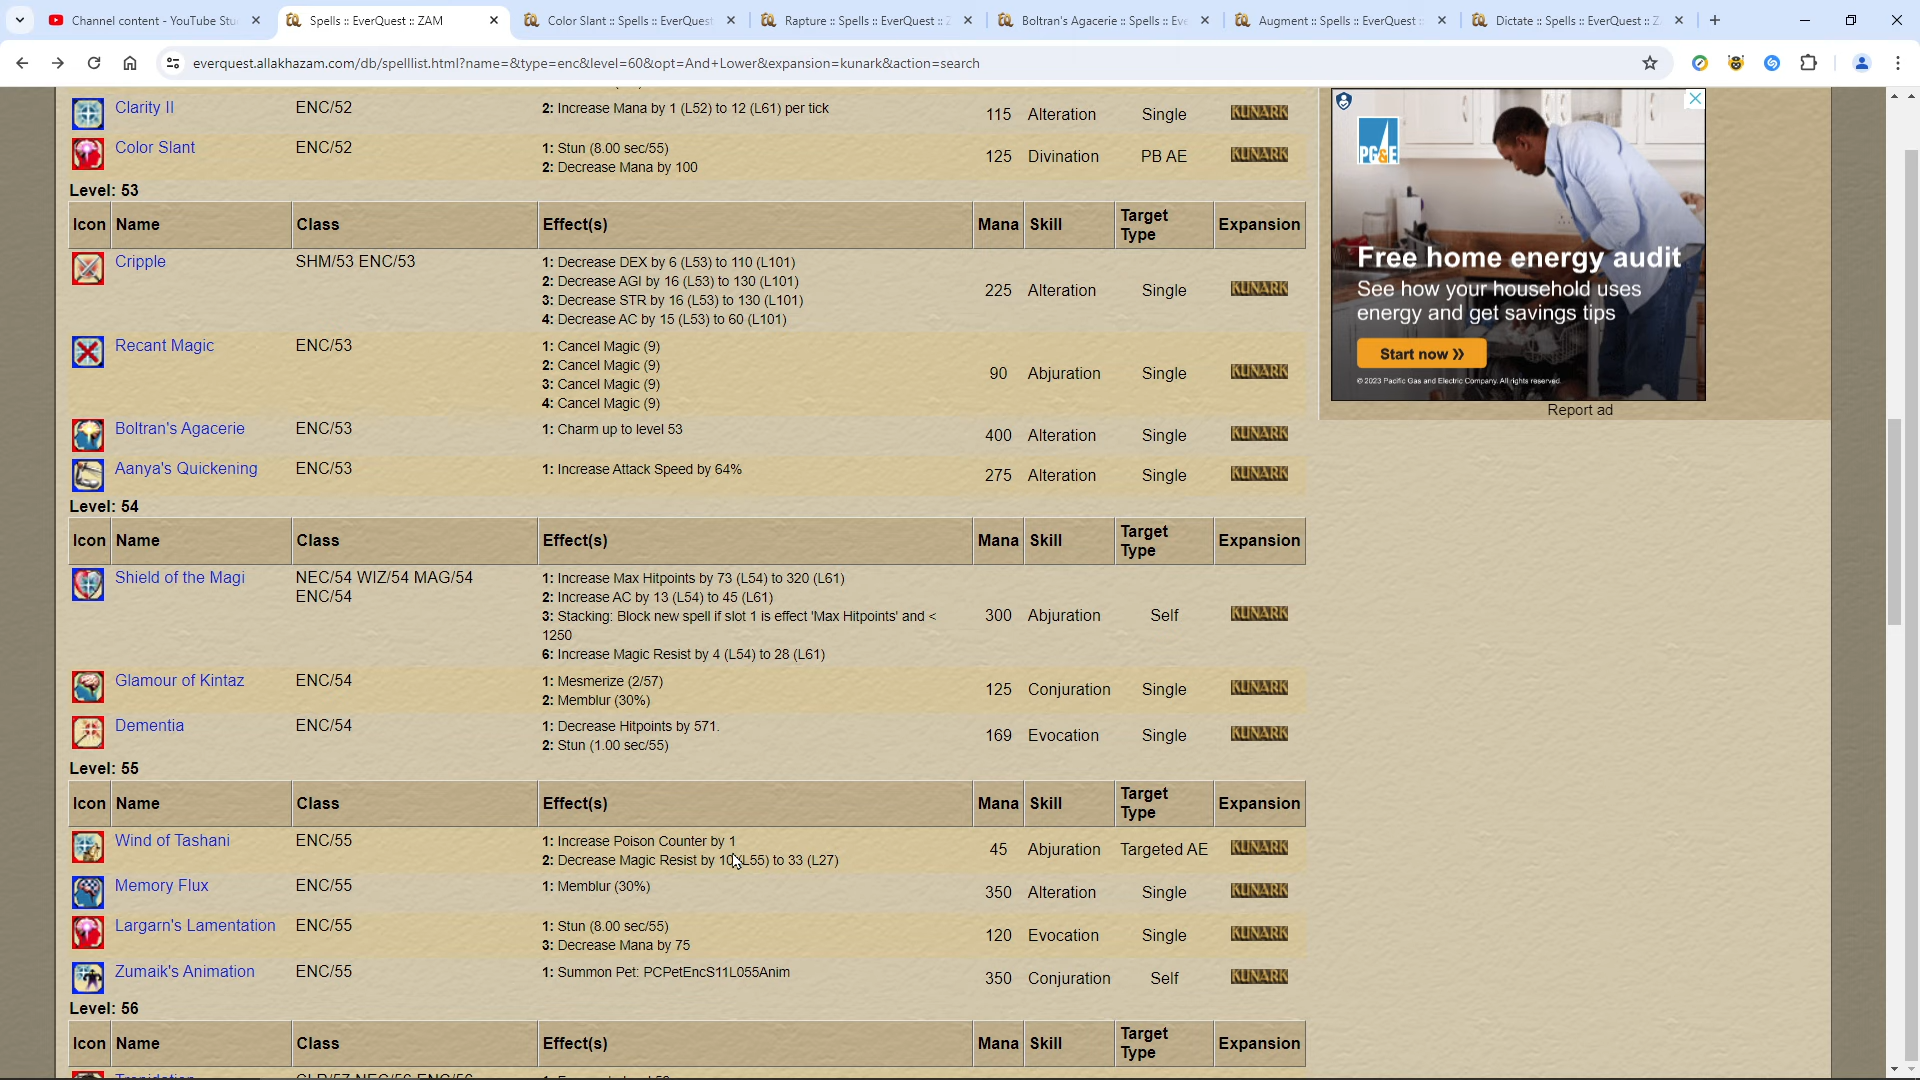 Channel content - YouTube Stu
Spells :: EverQuest :: ZAM
Color Slant :: Spells :: EverQuest
Rapture :: Spells :: EverQuest :: Z
Boltran's Agacerie :: Spells :: Eve
Augment :: Spells :: EverQuest ::
Dictate :: Spells :: EverQuest :: Z
everquest.allakhazam.com/db/spelllist.html?name=&type=enc&level=60&opt=And+Lower&expansion=kunark&action=search
Clarity II ENC/52 2: Increase Mana by 1 (L52) to 12 (L61) per tick 115 Alteration Single KUNARK
Color Slant ENC/52 1: Stun (8.00 sec/55)
2: Decrease Mana by 100 125 Divination PB AE KUNARK
Level: 53
Icon Name Class Effect(s) Mana Skill Target Type Expansion
Cripple SHM/53 ENC/53 1: Decrease DEX by 6 (L53) to 110 (L101)
2: Decrease AGI by 16 (L53) to 130 (L101)
3: Decrease STR by 16 (L53) to 130 (L101)
4: Decrease AC by 15 (L53) to 60 (L101)
225 Alteration Single KUNARK
Recant Magic ENC/53 1: Cancel Magic (9)
2: Cancel Magic (9)
3: Cancel Magic (9)
4: Cancel Magic (9)
90 Abjuration Single KUNARK
Boltran's Agacerie ENC/53 1: Charm up to level 53 400 Alteration Single KUNARK
Aanya's Quickening ENC/53 1: Increase Attack Speed by 64% 275 Alteration Single KUNARK
Level: 54
Icon Name Class Effect(s) Mana Skill Target Type Expansion
Shield of the Magi NEC/54 WIZ/54 MAG/54
ENC/54
1: Increase Max Hitpoints by 73 (L54) to 320 (L61)
2: Increase AC by 13 (L54) to 45 (L61)
3: Stacking: Block new spell if slot 1 is effect 'Max Hitpoints' and <
1250
6: Increase Magic Resist by 4 (L54) to 28 (L61)
300 Abjuration Self KUNARK
Glamour of Kintaz ENC/54 1: Mesmerize (2/57)
2: Memblur (30%)
125 Conjuration Single KUNARK
Dementia ENC/54 1: Decrease Hitpoints by 571.
2: Stun (1.00 sec/55)
169 Evocation Single KUNARK
Level: 55
Icon Name Class Effect(s) Mana Skill Target Type Expansion
Wind of Tashani ENC/55 1: Increase Poison Counter by 1
2: Decrease Magic Resist by 10 (L55) to 33 (L27)
45 Abjuration Targeted AE KUNARK
Memory Flux ENC/55 1: Memblur (30%) 350 Alteration Single KUNARK
Largarn's Lamentation ENC/55 1: Stun (8.00 sec/55)
3: Decrease Mana by 75
120 Evocation Single KUNARK
Zumaik's Animation ENC/55 1: Summon Pet: PCPetEncS11L055Anim 350 Conjuration Self KUNARK
Level: 56
Icon Name Class Effect(s) Mana Skill Target Type Expansion
PG&E
Free home energy audit
See how your household uses
energy and get savings tips
Start now »
© 2023 Pacific Gas and Electric Company. All rights reserved.
Report ad